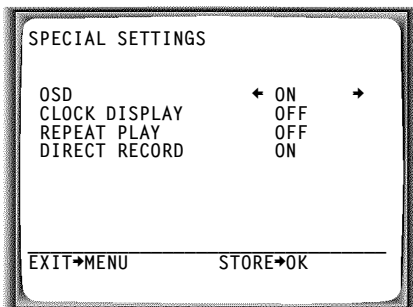 SPECIAL SETTINGS
OSD ← ON →
CLOCK DISPLAY OFF
REPEAT PLAY OFF
DIRECT RECORD ON
EXIT→MENU STORE→OK